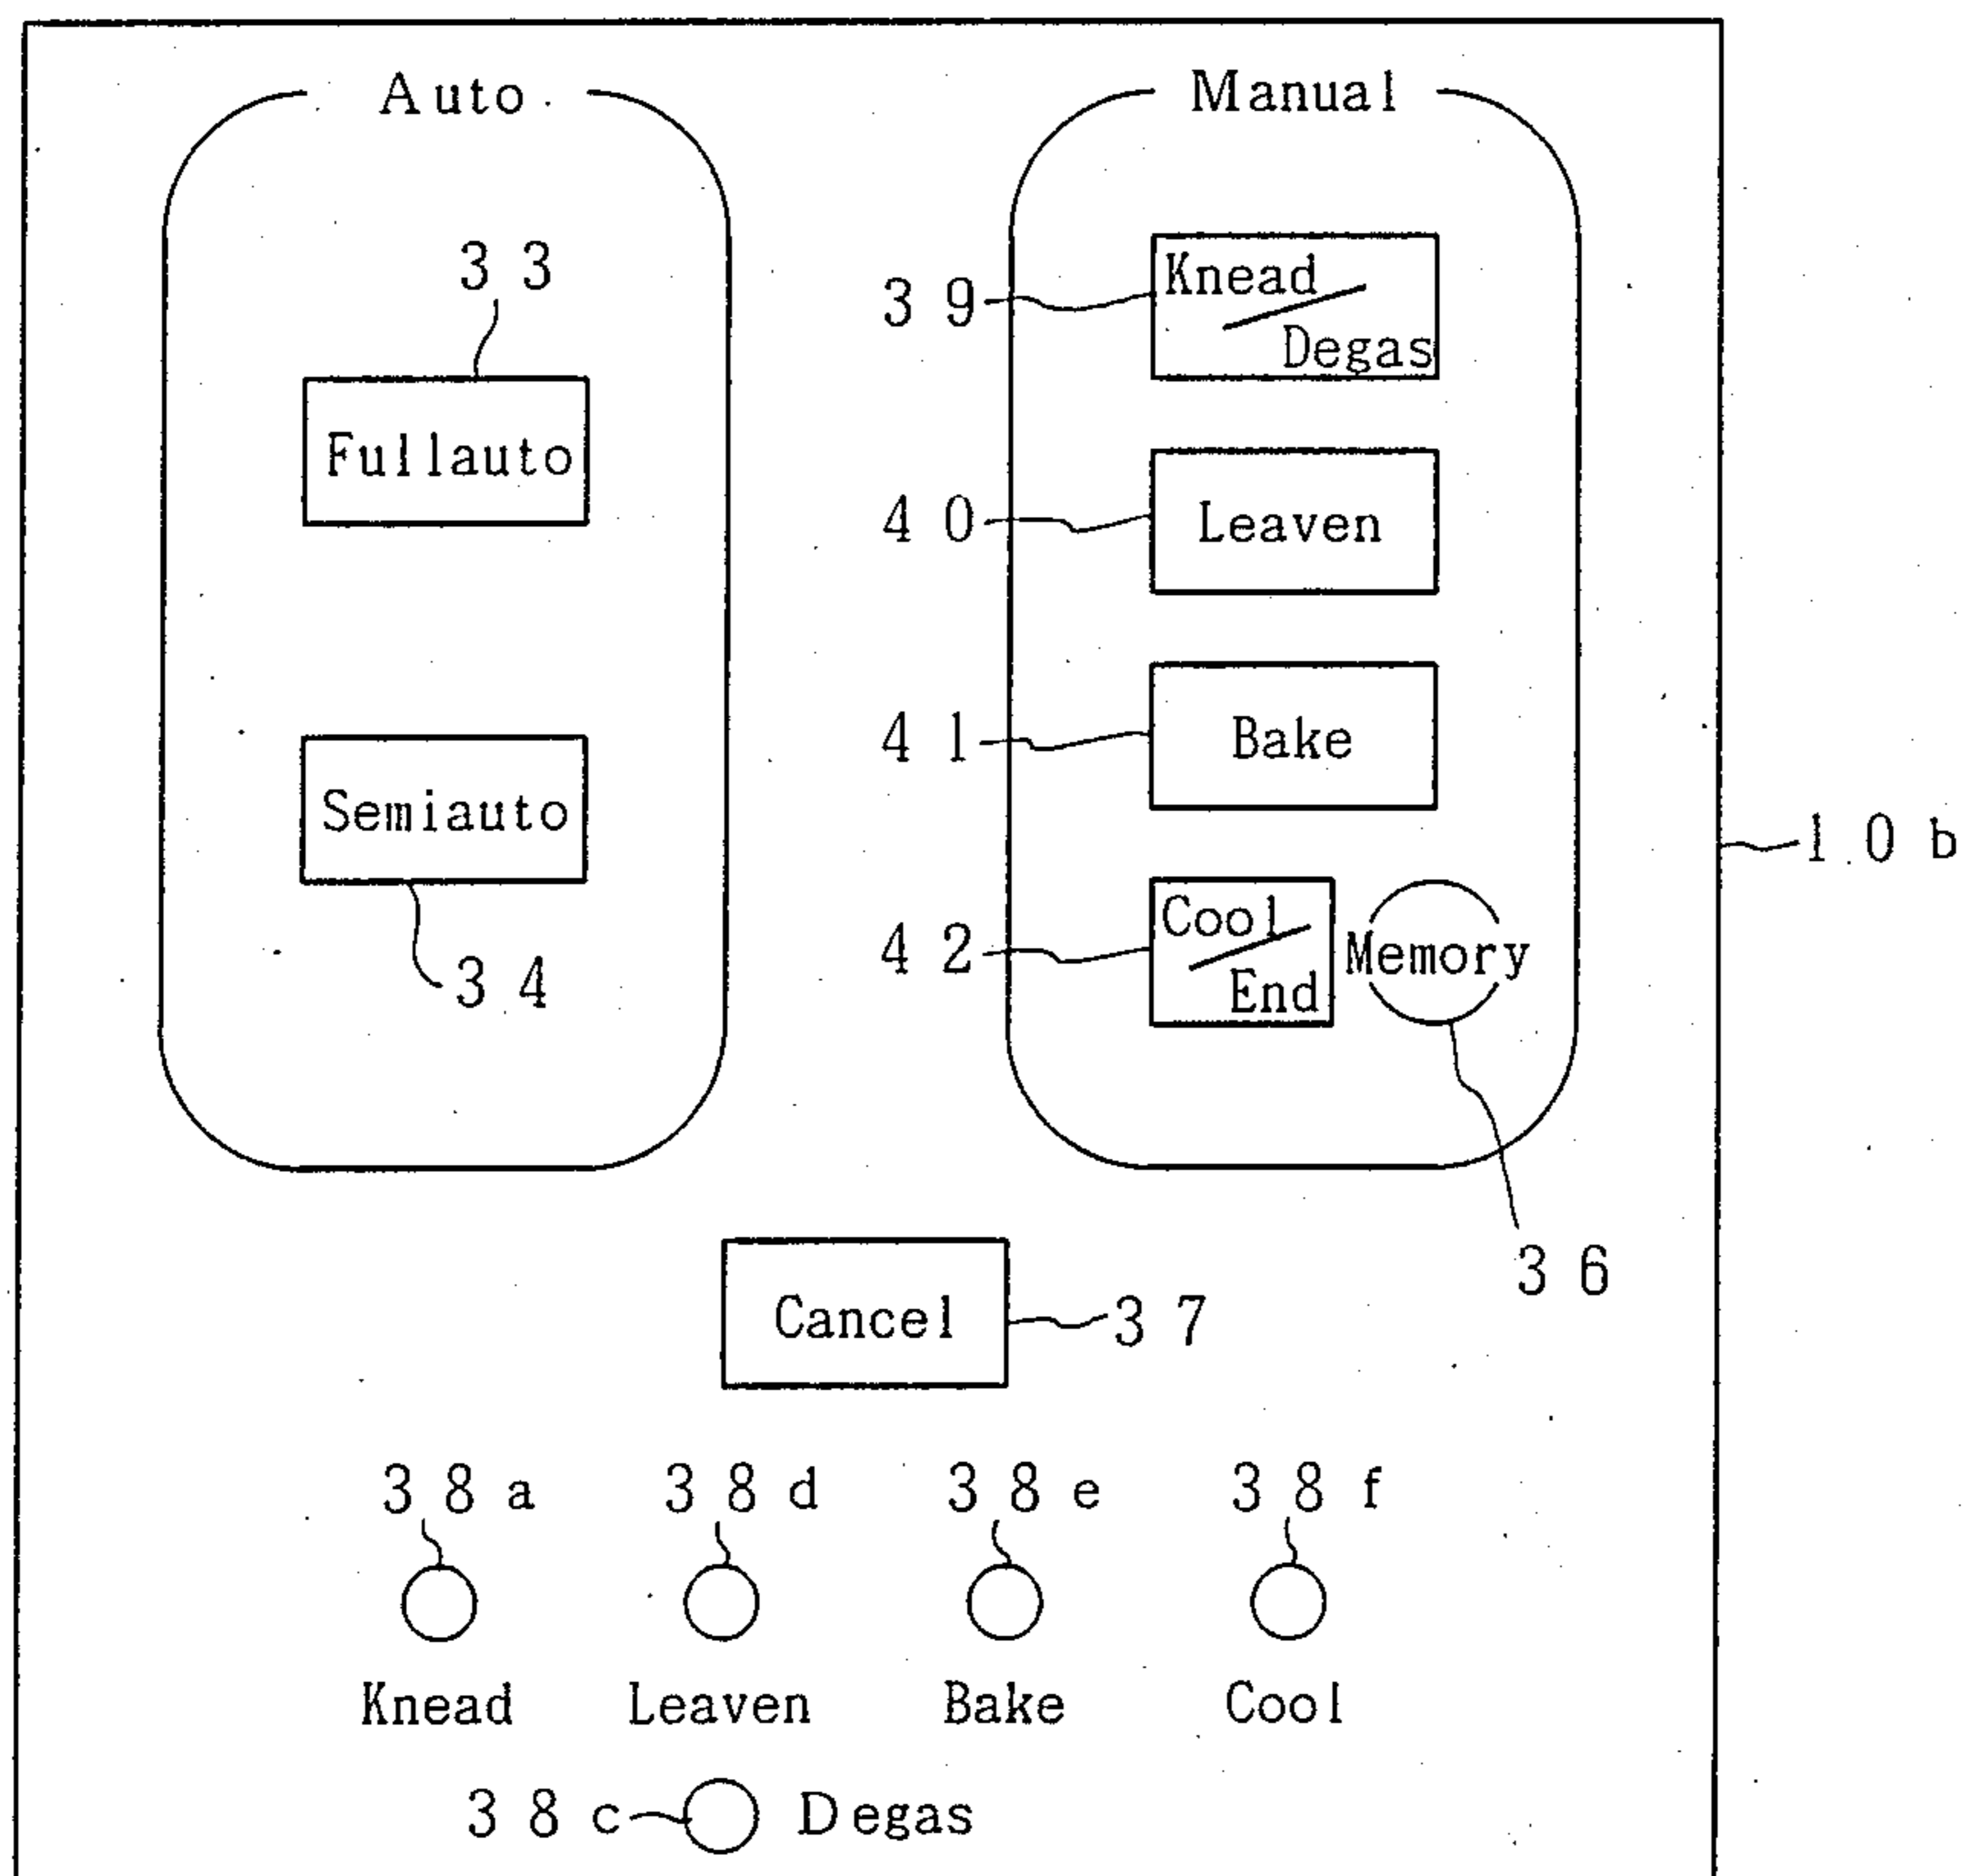 Auto
Manual
33
39
Knead
Degas
Fullauto
40
Leaven
41
Bake
Semiauto
10b
42
Cool
End
Memory
34
36
Cancel
37
38a 38d 38e 38f
Knead Leaven Bake Cool
38c Degas